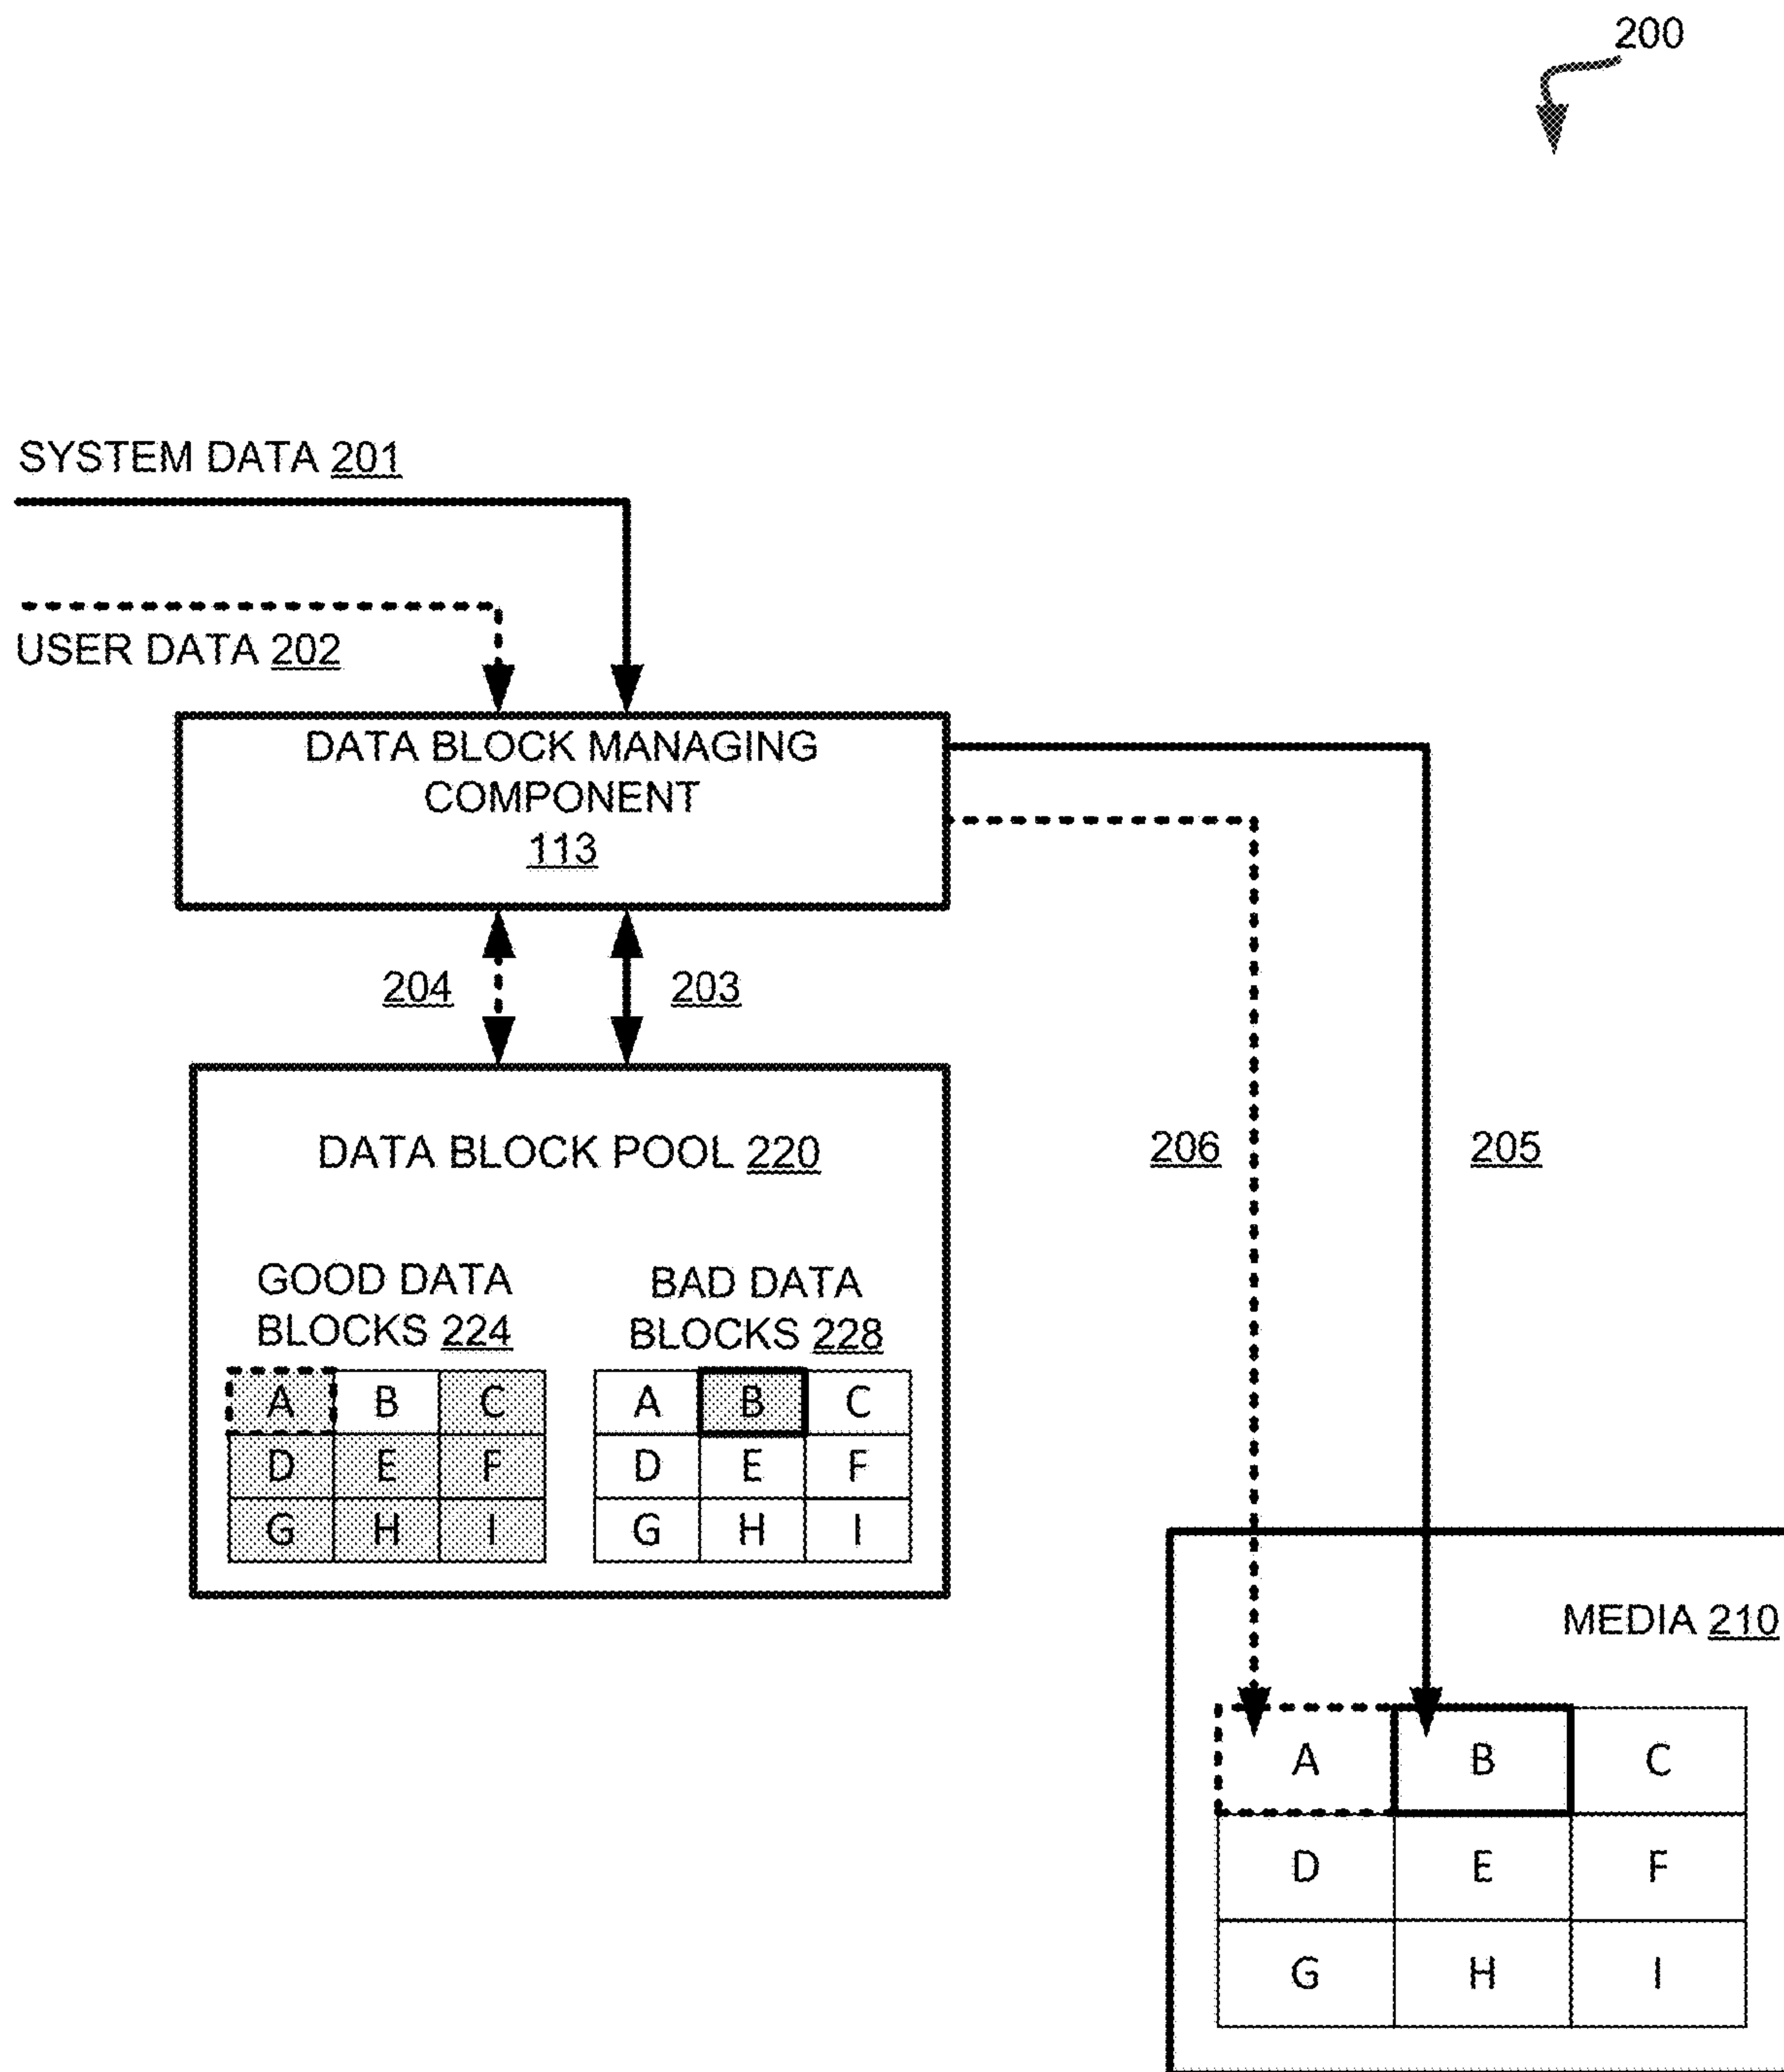 200
SYSTEM DATA 201
USER DATA 202
DATA BLOCK MANAGING
COMPONENT
113
204
203
DATA BLOCK POOL 220
206
205
GOOD DATA
BLOCKS 224
BAD DATA
BLOCKS 228
A B C
D E F
G H I
A B C
D E F
G H I
MEDIA 210
A B C
D E F
G H I